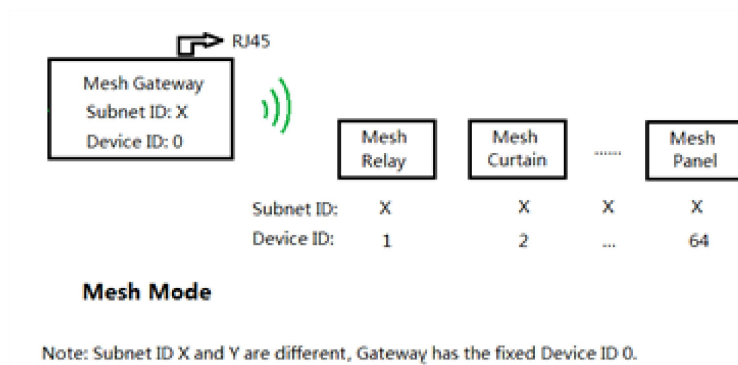 RJ45
Mesh Gateway
Subnet ID: X
Device ID: 0
Mesh
Relay
Mesh
Curtain
......
Mesh
Panel
Subnet ID: X X X X
Device ID: 1 2 ... 64
Mesh Mode
Note: Subnet ID X and Y are different, Gateway has the fixed Device ID 0.